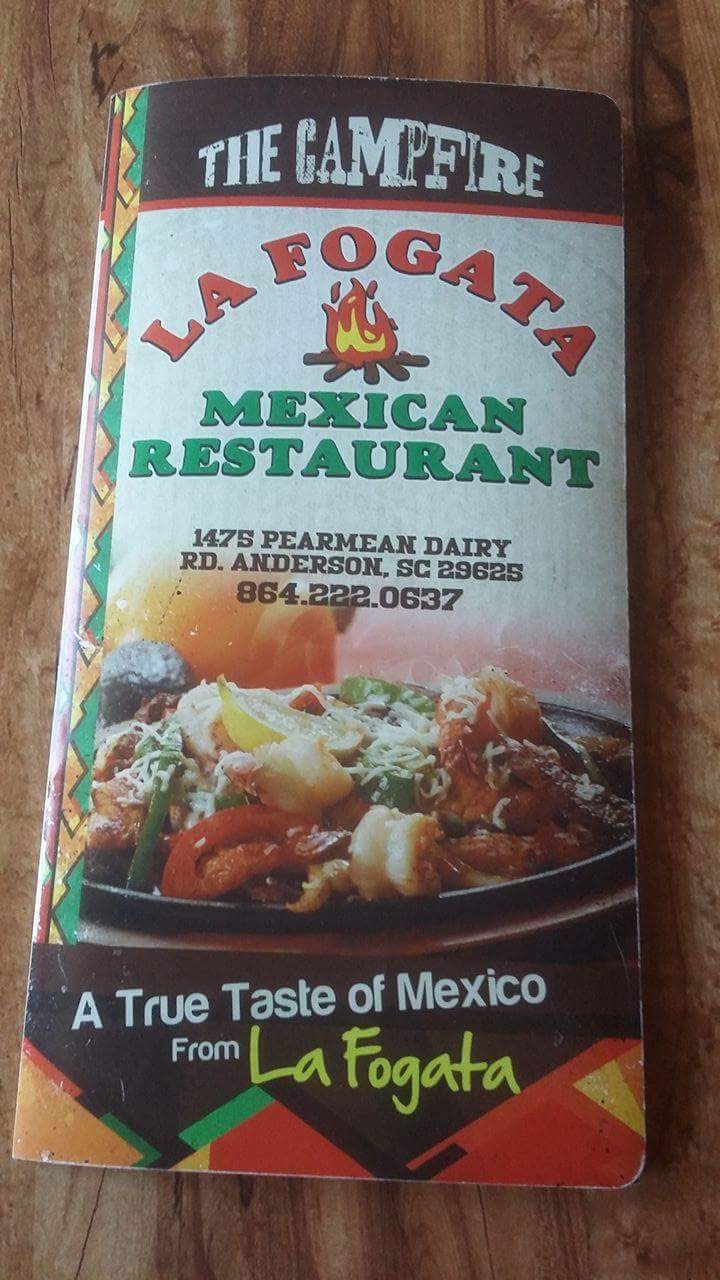 THE CAMPFIRE
LA FOGATA
MEXICAN
RESTAURANT
1475 PEARMEAN DAIRY
RD. ANDERSON, SC 29625
864.222.0637
A True Taste of Mexico
From La Fogata